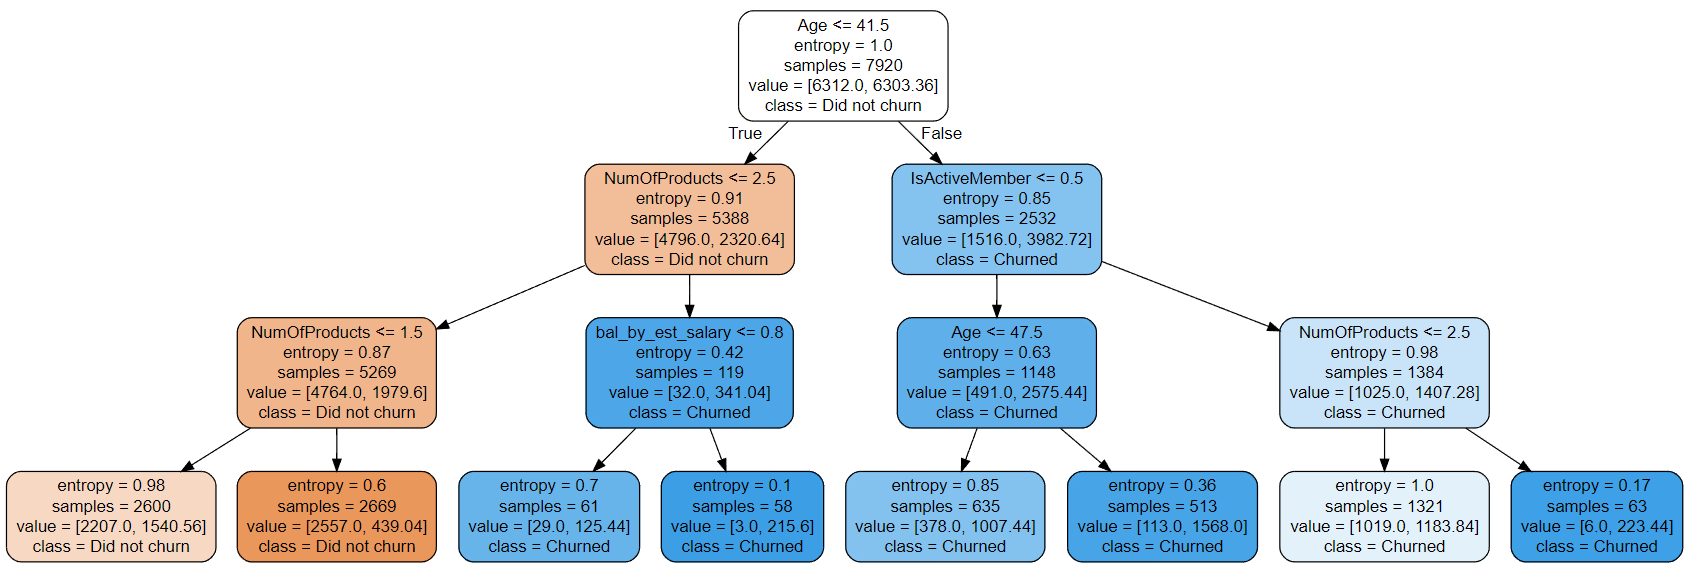 Age <= 41.5
entropy = 1.0
samples = 7920
value = [6312.0, 6303.36]
class = Did not churn
True
False
NumOfProducts <= 2.5
entropy = 0.91
samples = 5388
value = [4796.0, 2320.64]
class = Did not churn
IsActiveMember <= 0.5
entropy = 0.85
samples = 2532
value = [1516.0, 3982.72]
class = Churned
NumOfProducts <= 1.5
entropy = 0.87
samples = 5269
value = [4764.0, 1979.6]
class = Did not churn
bal_by_est_salary <= 0.8
entropy = 0.42
samples = 119
value = [32.0, 341.04]
class = Churned
Age <= 47.5
entropy = 0.63
samples = 1148
value = [491.0, 2575.44]
class = Churned
NumOfProducts <= 2.5
entropy = 0.98
samples = 1384
value = [1025.0, 1407.28]
class = Churned
entropy = 0.98
samples = 2600
value = [2207.0, 1540.56]
class = Did not churn
entropy = 0.6
samples = 2669
value = [2557.0, 439.04]
class = Did not churn
entropy = 0.7
samples = 61
value = [29.0, 125.44]
class = Churned
entropy = 0.1
samples = 58
value = [3.0, 215.6]
class = Churned
entropy = 0.85
samples = 635
value = [378.0, 1007.44]
class = Churned
entropy = 0.36
samples = 513
value = [113.0, 1568.0]
class = Churned
entropy = 1.0
samples = 1321
value = [1019.0, 1183.84]
class = Churned
entropy = 0.17
samples = 63
value = [6.0, 223.44]
class = Churned